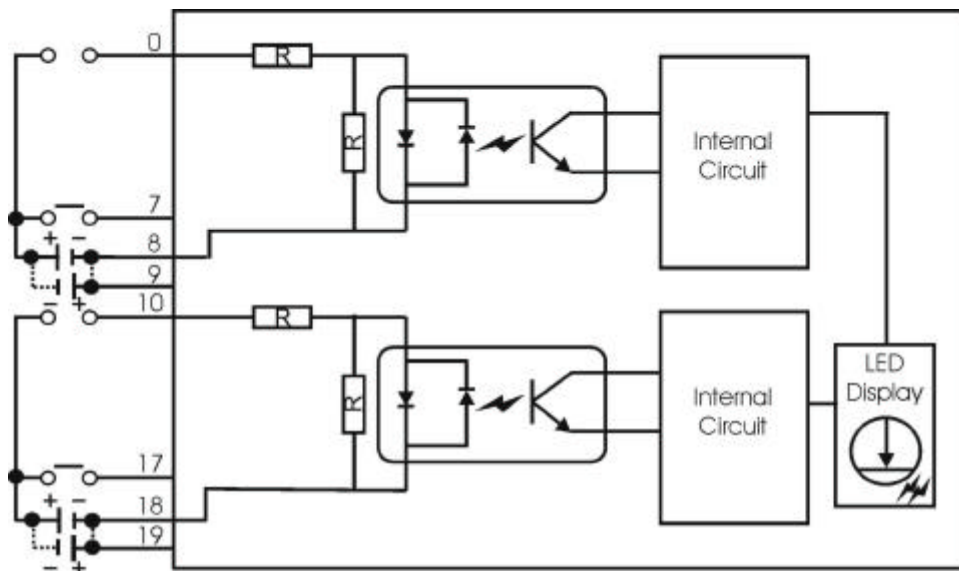 0
R
R
Internal
Circuit
7
+ -
8
9
- +
10
R
R
Internal
Circuit
LED
Display
17
+ -
18
19
- +